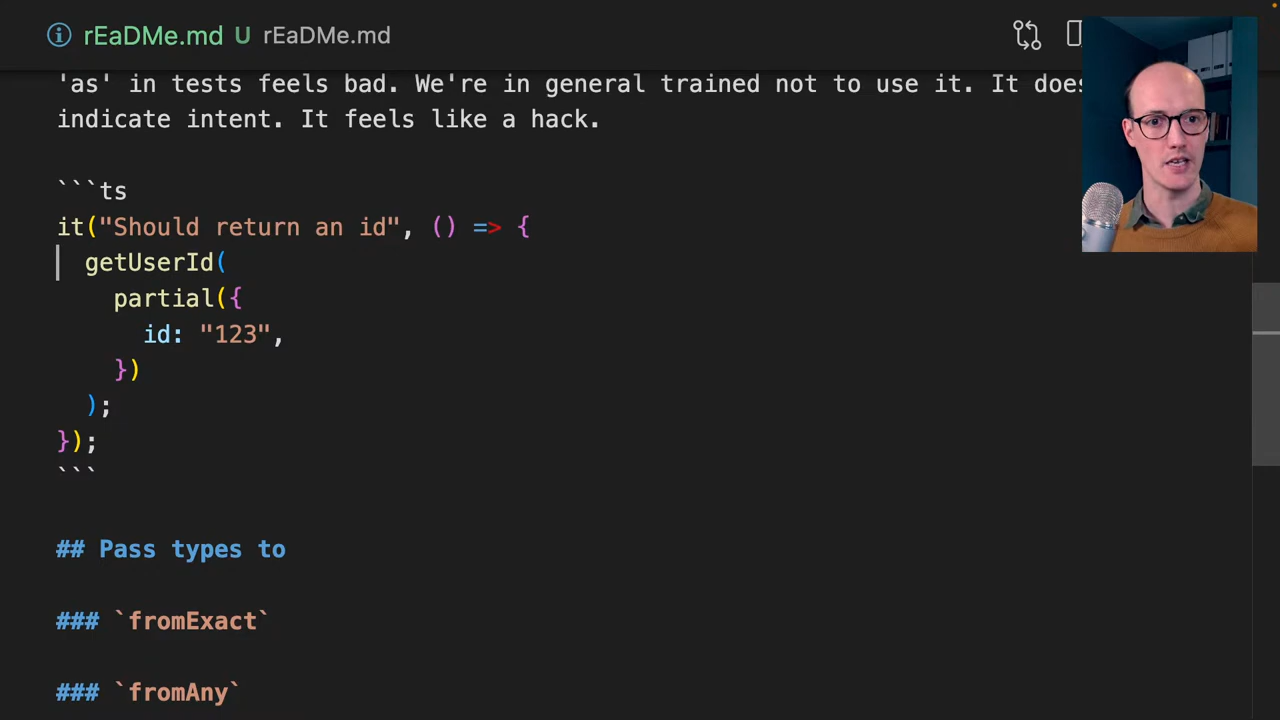 rEaDMe.md U rEaDMe.md
'as' in tests feels bad. We're in general trained not to use it. It does
indicate intent. It feels like a hack.
```ts
it("Should return an id", () => {
getUserId(
partial({
id: "123",
})
);
});
```
## Pass types to
### `fromExact`
### `fromAny`